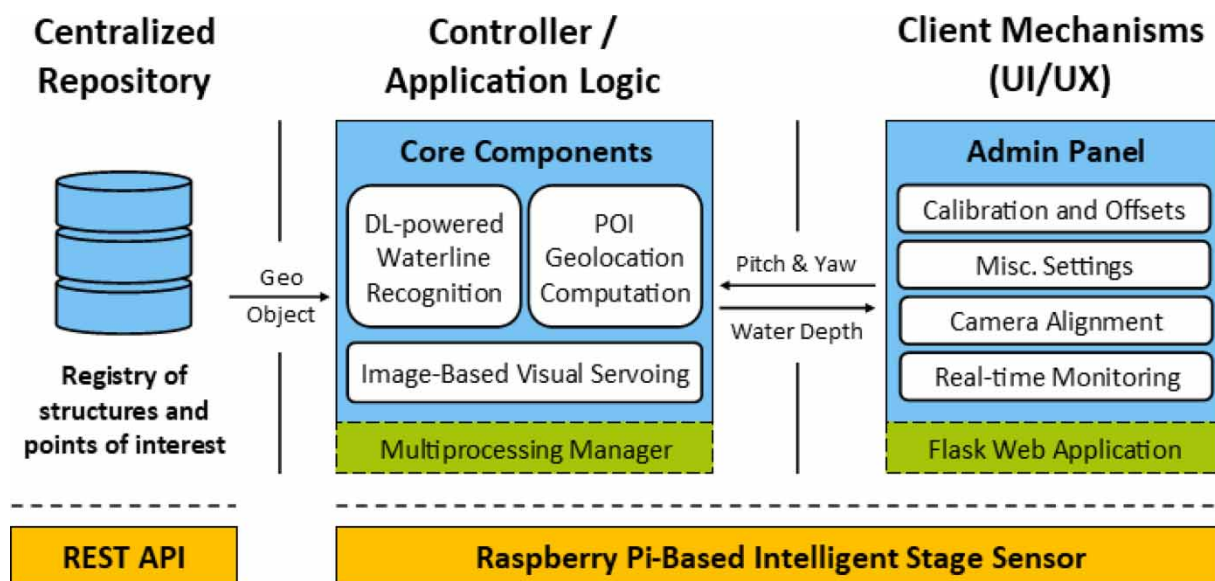 Centralized
Repository
Controller /
Application Logic
Client Mechanisms
(UI/UX)
Core Components
DL-powered
Waterline
Recognition
POI
Geolocation
Computation
Image-Based Visual Servoing
Multiprocessing Manager
Geo
Object
Registry of
structures and
points of interest
Pitch & Yaw
Water Depth
Admin Panel
Calibration and Offsets
Misc. Settings
Camera Alignment
Real-time Monitoring
Flask Web Application
REST API
Raspberry Pi-Based Intelligent Stage Sensor